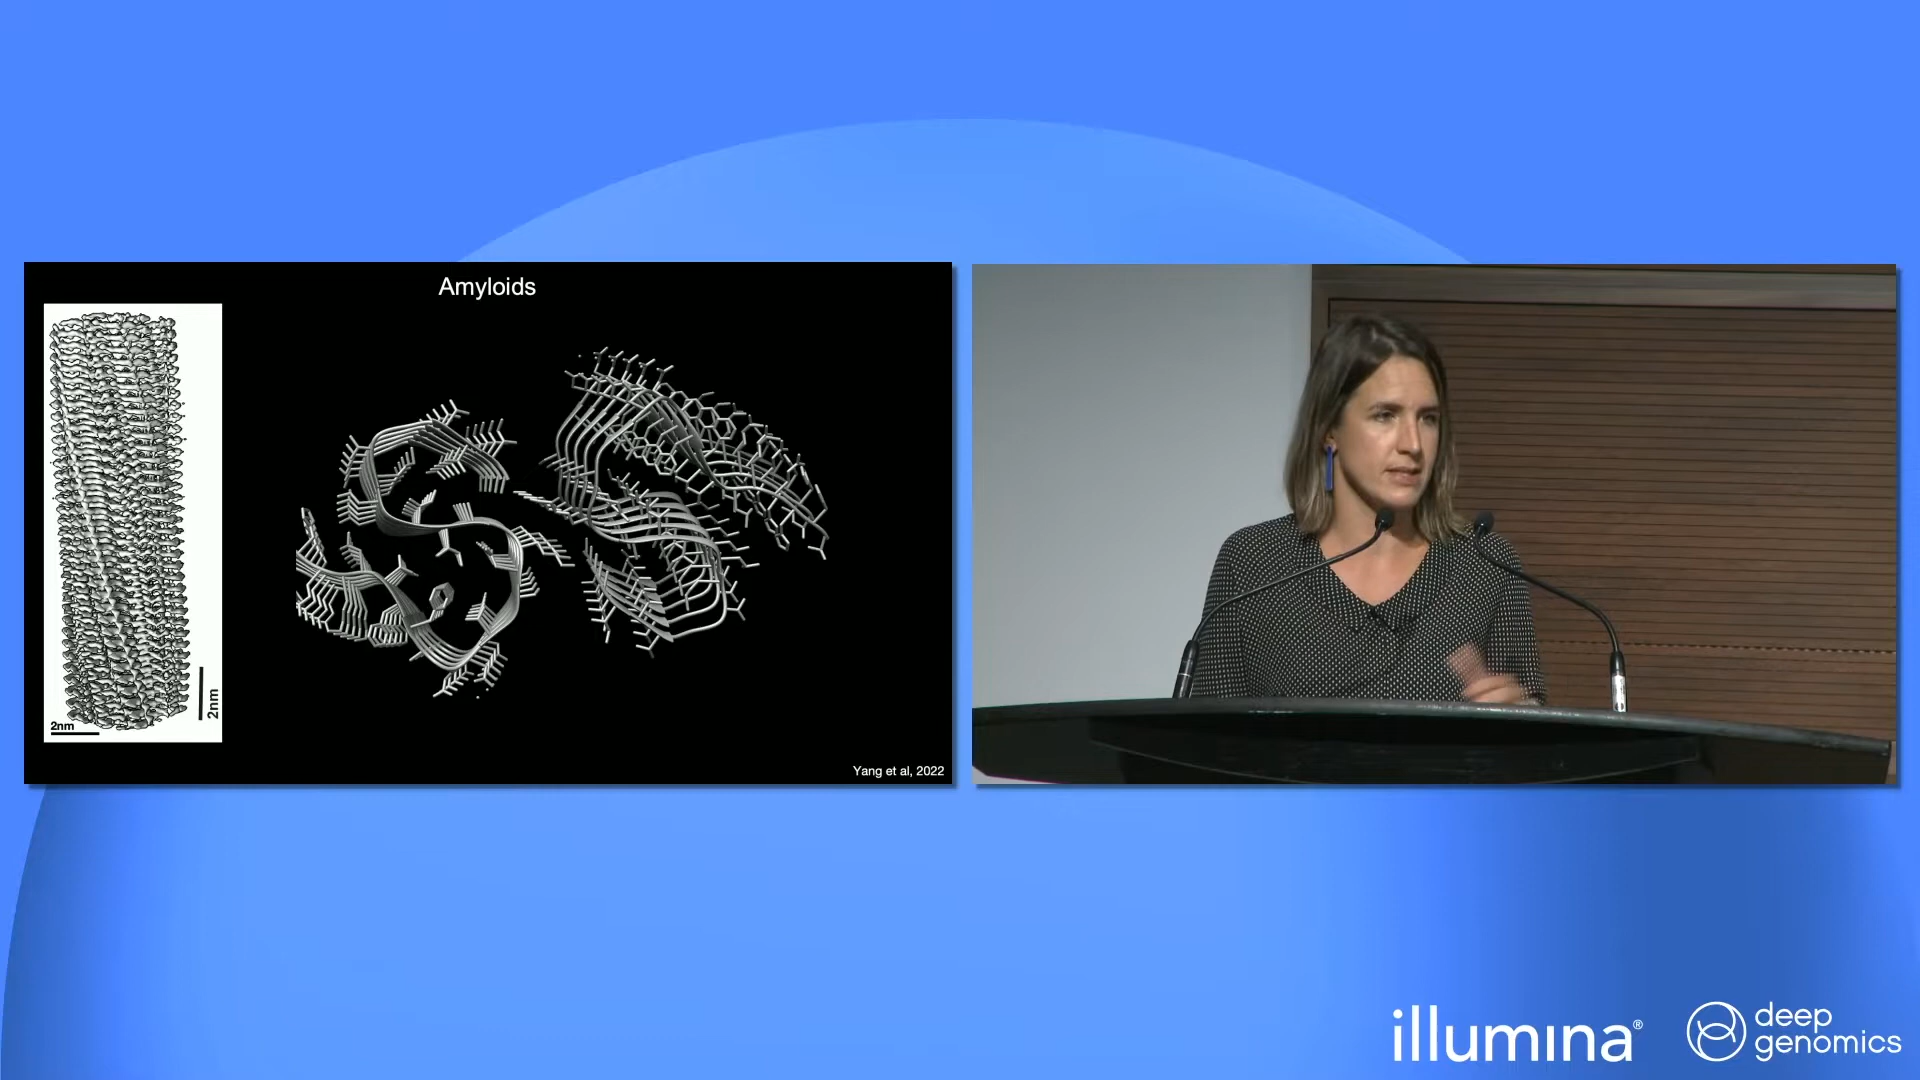 Amyloids
2nm
2nm
Yang et al, 2022
illumina®
deep
genomics